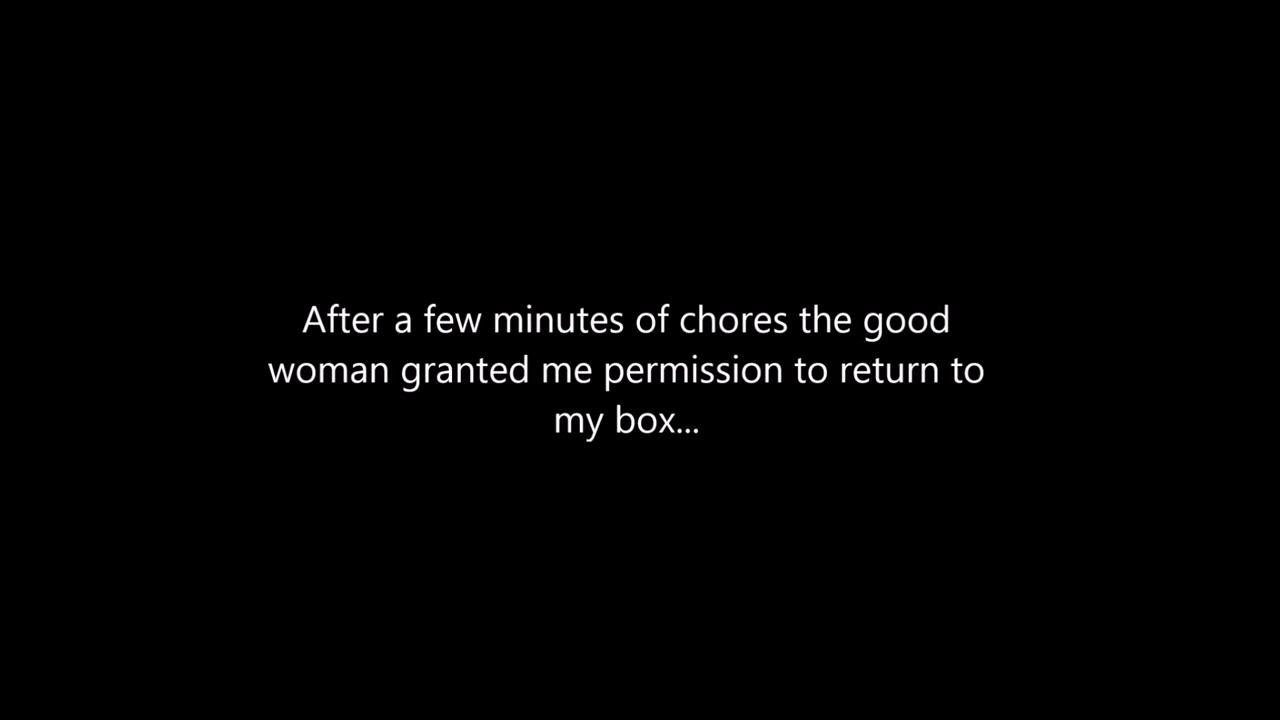 After a few minutes of chores the good
woman granted me permission to return to
my box...